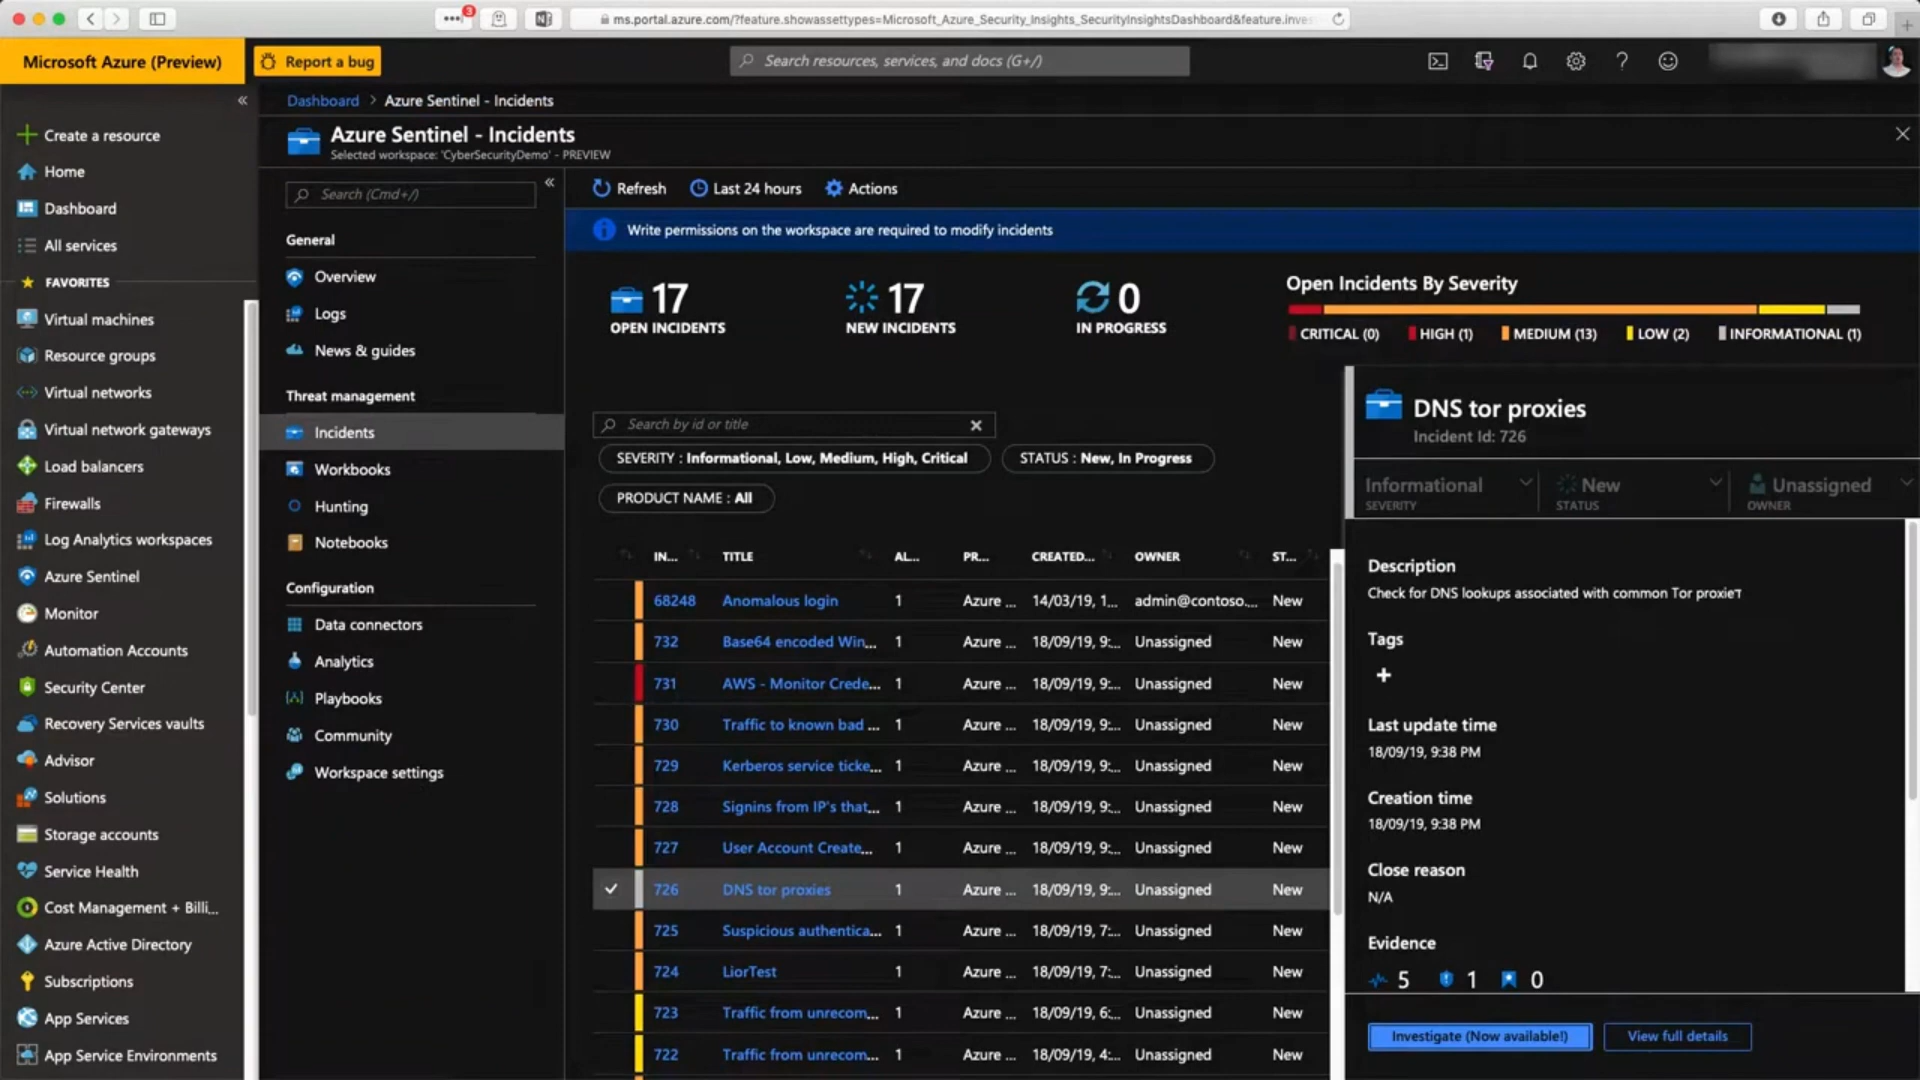 3
ms.portal.azure.com/?feature.showassettypes=Microsoft_Azure_Security_Insights_SecurityInsightsDashboard&feature.inves
Microsoft Azure (Preview)
Report a bug
Search resources, services, and docs (G+/)
Dashboard > Azure Sentinel - Incidents
Azure Sentinel - Incidents
Selected workspace: 'CyberSecurityDemo' - PREVIEW
Create a resource
Home
Dashboard
All services
FAVORITES
Virtual machines
Resource groups
Virtual networks
Virtual network gateways
Load balancers
Firewalls
Log Analytics workspaces
Azure Sentinel
Monitor
Automation Accounts
Security Center
Recovery Services vaults
Advisor
Solutions
Storage accounts
Service Health
Cost Management + Billi...
Azure Active Directory
Subscriptions
App Services
App Service Environments
Search (Cmd+/)
General
Overview
Logs
News & guides
Threat management
Incidents
Workbooks
Hunting
Notebooks
Configuration
Data connectors
Analytics
Playbooks
Community
Workspace settings
Refresh Last 24 hours Actions
Write permissions on the workspace are required to modify incidents
17 17 0
OPEN INCIDENTS NEW INCIDENTS IN PROGRESS
Open Incidents By Severity
CRITICAL (0) HIGH (1) MEDIUM (13) LOW (2) INFORMATIONAL (1)
Search by id or title
SEVERITY : Informational, Low, Medium, High, Critical STATUS : New, In Progress
PRODUCT NAME : All
IN... TITLE AL... PR... CREATED... OWNER ST...
68248 Anomalous login 1 Azure ... 14/03/19, 1... admin@contoso.... New
732 Base64 encoded Win... 1 Azure ... 18/09/19, 9:... Unassigned New
731 AWS - Monitor Crede... 1 Azure ... 18/09/19, 9:... Unassigned New
730 Traffic to known bad ... 1 Azure ... 18/09/19, 9:... Unassigned New
729 Kerberos service ticke... 1 Azure ... 18/09/19, 9:... Unassigned New
728 Signins from IP's that... 1 Azure ... 18/09/19, 9:... Unassigned New
727 User Account Create... 1 Azure ... 18/09/19, 9:... Unassigned New
726 DNS tor proxies 1 Azure ... 18/09/19, 9:... Unassigned New
725 Suspicious authentica... 1 Azure ... 18/09/19, 7:... Unassigned New
724 LiorTest 1 Azure ... 18/09/19, 7:... Unassigned New
723 Traffic from unrecom... 1 Azure ... 18/09/19, 6:... Unassigned New
722 Traffic from unrecom... 1 Azure ... 18/09/19, 4:... Unassigned New
DNS tor proxies
Incident Id: 726
Informational New Unassigned
SEVERITY STATUS OWNER
Description
Check for DNS lookups associated with common Tor proxieт
Tags
+
Last update time
18/09/19, 9:38 PM
Creation time
18/09/19, 9:38 PM
Close reason
N/A
Evidence
5 1 0
Investigate (Now available!) View full details